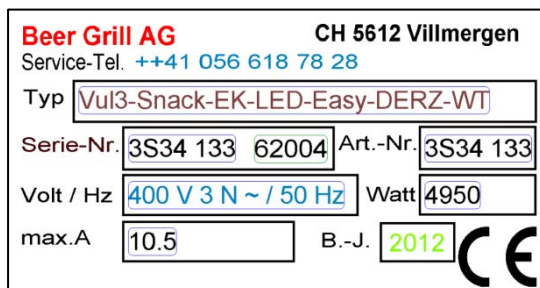 Beer Grill AG CH 5612 Villmergen
Service-Tel. ++41 056 618 78 28
Typ Vul3-Snack-EK-LED-Easy-DERZ-WT
Serie-Nr. 3S34 133 62004 Art.-Nr. 3S34 133
Volt / Hz 400 V 3 N ~ / 50 Hz Watt 4950
max.A 10.5 B.-J. 2012 CE